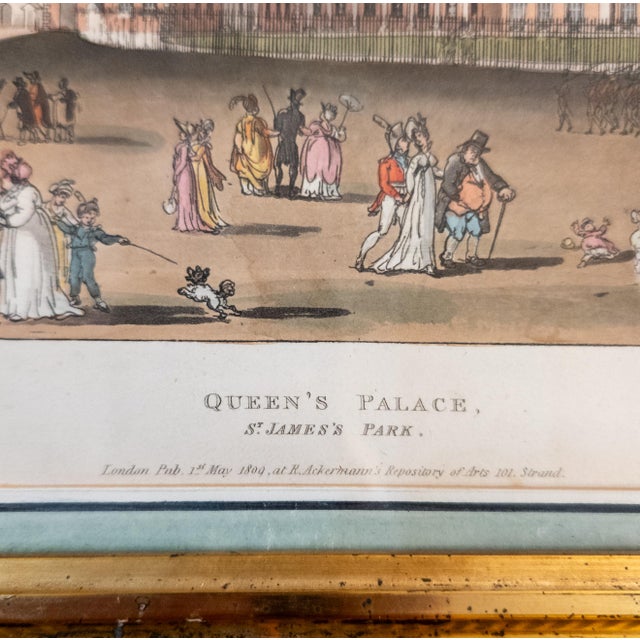 QUEEN'S PALACE,
ST JAMES'S PARK.
London Pub. 1st May 1809, at R. Ackermann's Repository of Arts 101. Strand.